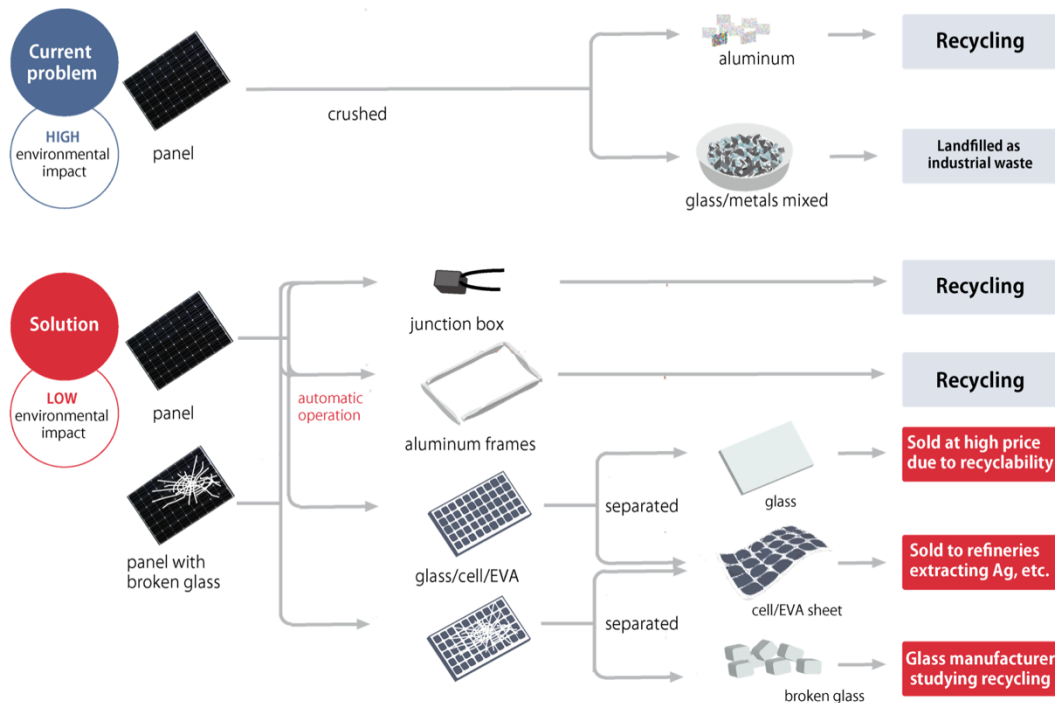 Current
problem
HIGH
environmental
impact
panel
crushed
aluminum
Recycling
glass/metals mixed
Landfilled as
industrial waste
Solution
LOW
environmental
impact
panel
panel with
broken glass
automatic
operation
junction box
Recycling
aluminum frames
Recycling
glass/cell/EVA
separated
glass
Sold at high price
due to recyclability
cell/EVA sheet
Sold to refineries
extracting Ag, etc.
separated
broken glass
Glass manufacturer
studying recycling